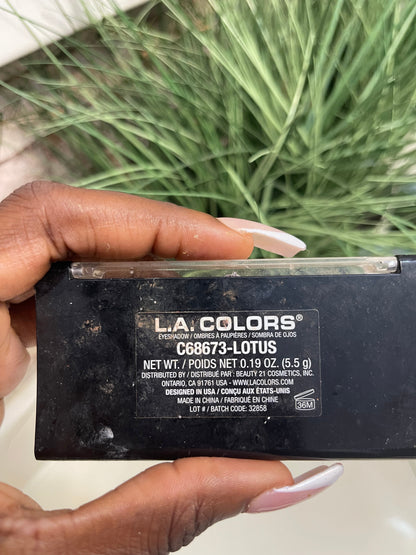 L.A. COLORS®
EYESHADOW / OMBRES À PAUPIÈRES / SOMBRA DE OJOS
C68673-LOTUS
NET WT. / POIDS NET 0.19 OZ. (5.5 g)
DISTRIBUTED BY / DISTRIBUÉ PAR: BEAUTY 21 COSMETICS, INC.
ONTARIO, CA 91761 USA - WWW.LACOLORS.COM
DESIGNED IN USA / CONÇU AUX ÉTATS-UNIS
MADE IN CHINA / FABRIQUÉ EN CHINE
LOT # / BATCH CODE: 32858
36M